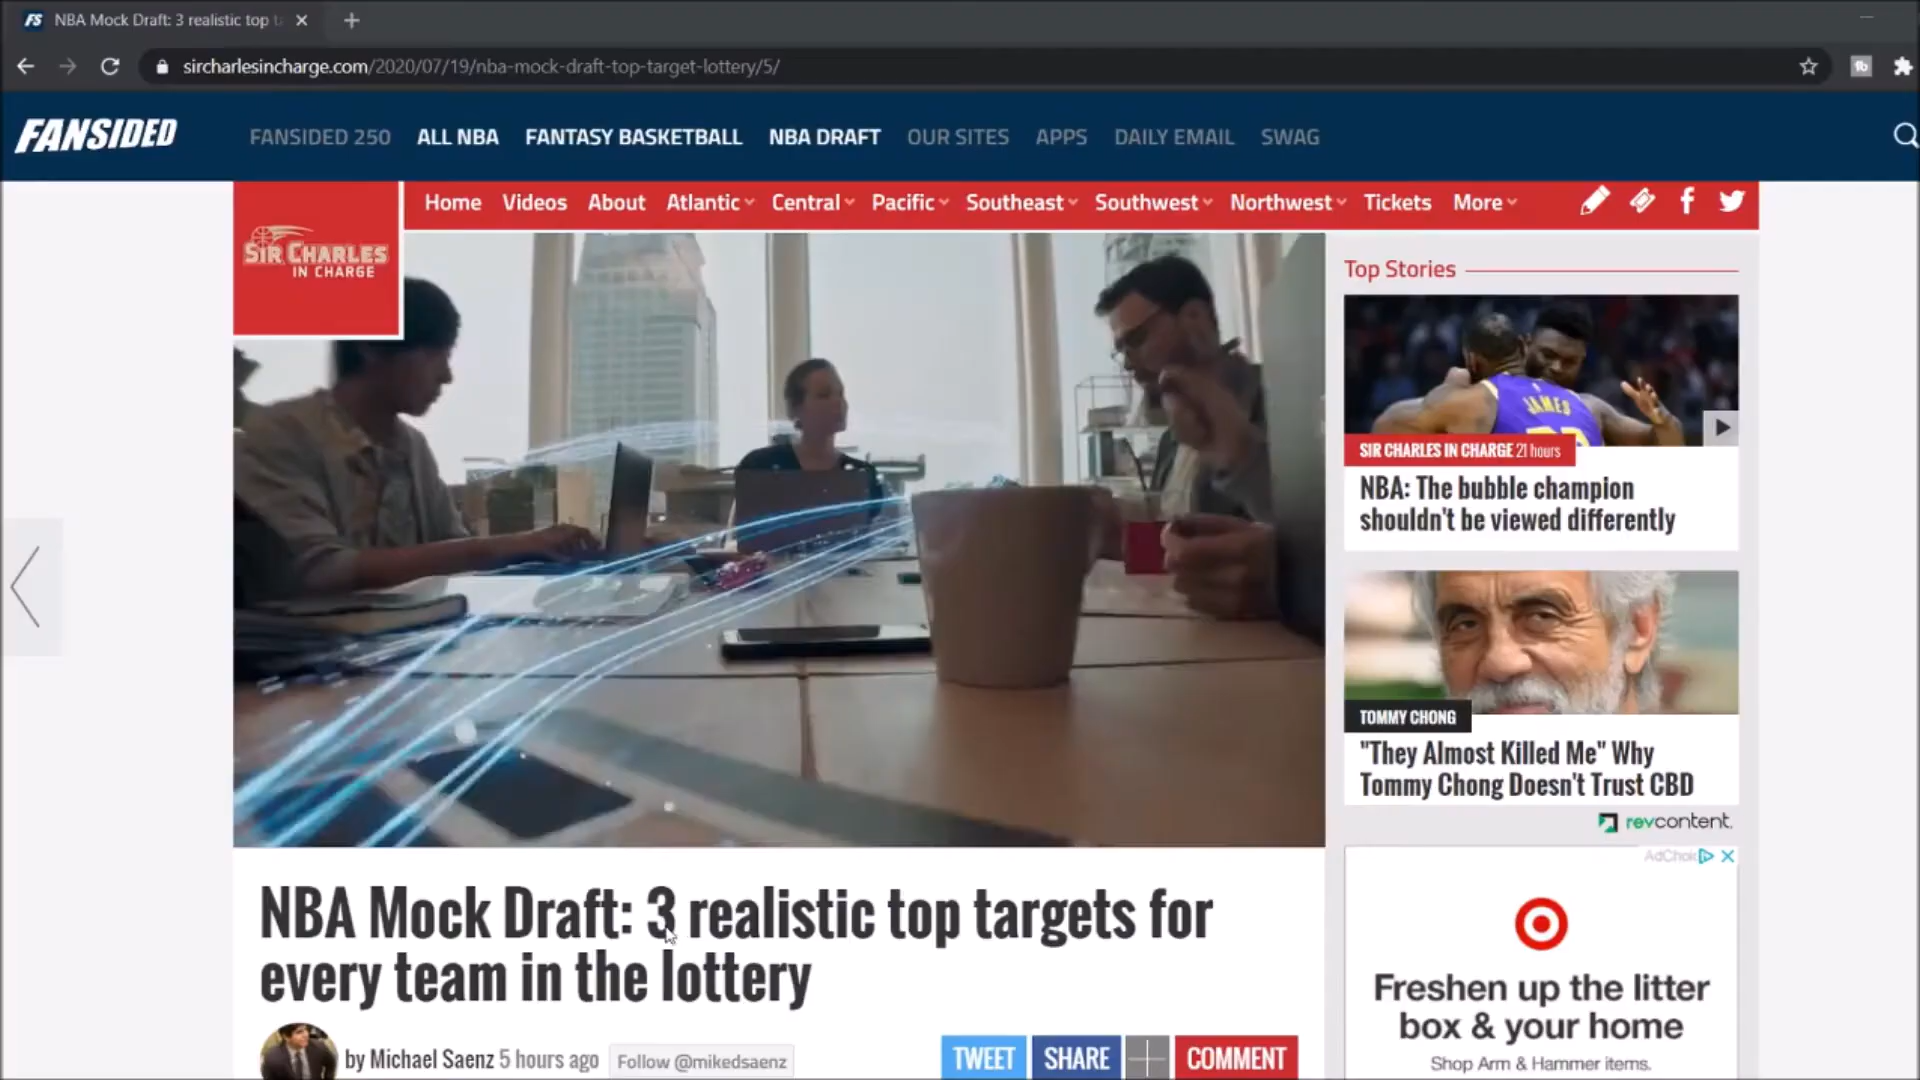 NBA Mock Draft: 3 realistic top t
sircharlesincharge.com/2020/07/19/nba-mock-draft-top-target-lottery/5/
FANSIDED
FANSIDED 250
ALL NBA
FANTASY BASKETBALL
NBA DRAFT
OUR SITES
APPS
DAILY EMAIL
SWAG
SIR CHARLES
IN CHARGE
Home
Videos
About
Atlantic
Central
Pacific
Southeast
Southwest
Northwest
Tickets
More
Top Stories
JAMES
SIR CHARLES IN CHARGE 21 hours
NBA: The bubble champion
shouldn't be viewed differently
TOMMY CHONG
"They Almost Killed Me" Why
Tommy Chong Doesn't Trust CBD
revcontent.
AdChoic
Freshen up the litter
box & your home
Shop Arm & Hammer items.
NBA Mock Draft: 3 realistic top targets for
every team in the lottery
by Michael Saenz 5 hours ago
Follow @mikedsaenz
TWEET
SHARE
COMMENT